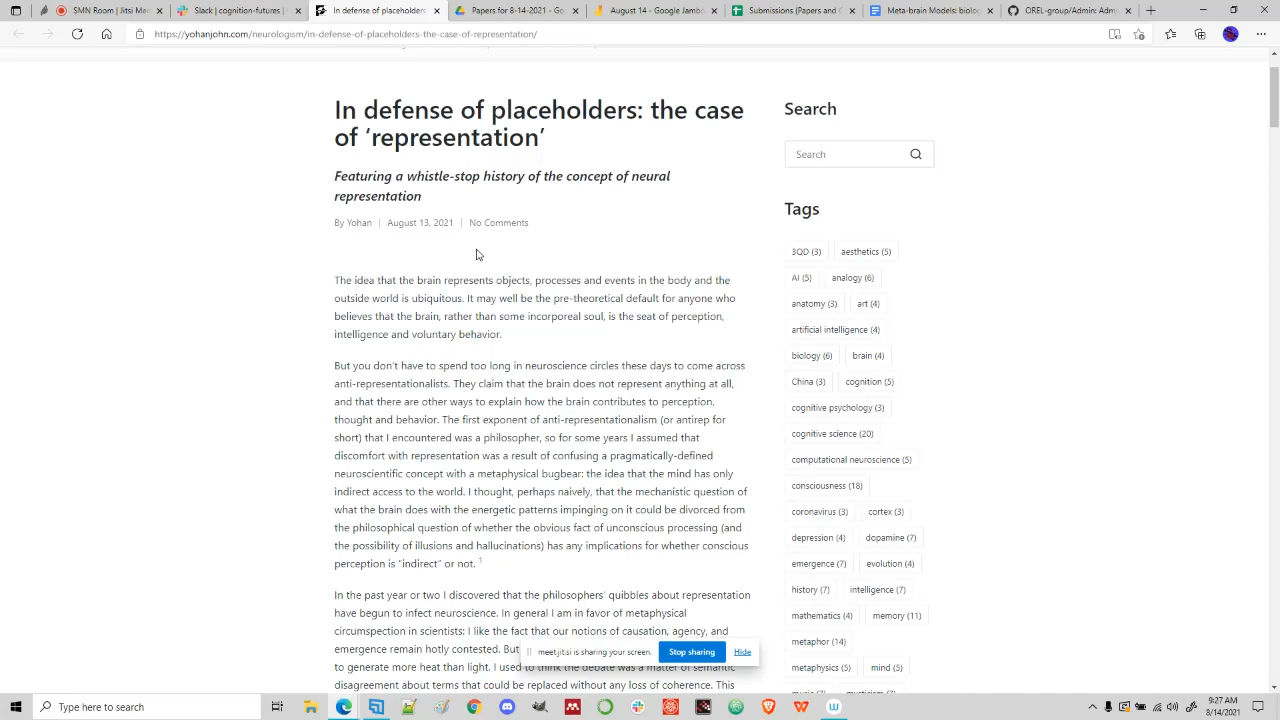 SMN Room | Jitsi Mee
Slack | cognition-futures |
In defense of placeholders: the c
Papers for 8-14-2021 - Goo
August 14 - Google Jamboa
Submissions (Papers and
Meta-brain Models biolog
OREL-group/Admin: Adm
https://yohanjohn.com/neurologism/in-defense-of-placeholders-the-case-of-representation/
In defense of placeholders: the case
of ‘representation’
Featuring a whistle-stop history of the concept of neural
representation
By Yohan | August 13, 2021 | No Comments
The idea that the brain represents objects, processes and events in the body and the
outside world is ubiquitous. It may well be the pre-theoretical default for anyone who
believes that the brain, rather than some incorporeal soul, is the seat of perception,
intelligence and voluntary behavior.
But you don’t have to spend too long in neuroscience circles these days to come across
anti-representationalists. They claim that the brain does not represent anything at all,
and that there are other ways to explain how the brain contributes to perception,
thought and behavior. The first exponent of anti-representationalism (or antirep for
short) that I encountered was a philosopher, so for some years I assumed that
discomfort with representation was a result of confusing a pragmatically-defined
neuroscientific concept with a metaphysical bugbear: the idea that the mind has only
indirect access to the world. I thought, perhaps naively, that the mechanistic question of
what the brain does with the energetic patterns impinging on it could be divorced from
the philosophical question of whether the obvious fact of unconscious processing (and
the possibility of illusions and hallucinations) has any implications for whether conscious
perception is “indirect” or not. 1
In the past year or two I discovered that the philosophers’ quibbles about representation
have begun to infect neuroscience. In general I am in favor of metaphysical
circumspection in scientists: I like the fact that our notions of causation, agency, and
emergence remain hotly contested. But
to generate more heat than light. I used to think the debate was a matter of semantic
disagreement about terms that could be replaced without any loss of coherence. This
Search
Search
Tags
3QD (3) aesthetics (5)
AI (5) analogy (6)
anatomy (3) art (4)
artificial intelligence (4)
biology (6) brain (4)
China (3) cognition (5)
cognitive psychology (3)
cognitive science (20)
computational neuroscience (5)
consciousness (18)
coronavirus (3) cortex (3)
depression (4) dopamine (7)
emergence (7) evolution (4)
history (7) intelligence (7)
mathematics (4) memory (11)
metaphor (14)
metaphysics (5) mind (5)
meet.jit.si is sharing your screen. Stop sharing Hide
Type here to search
9:27 AM
8/14/2021